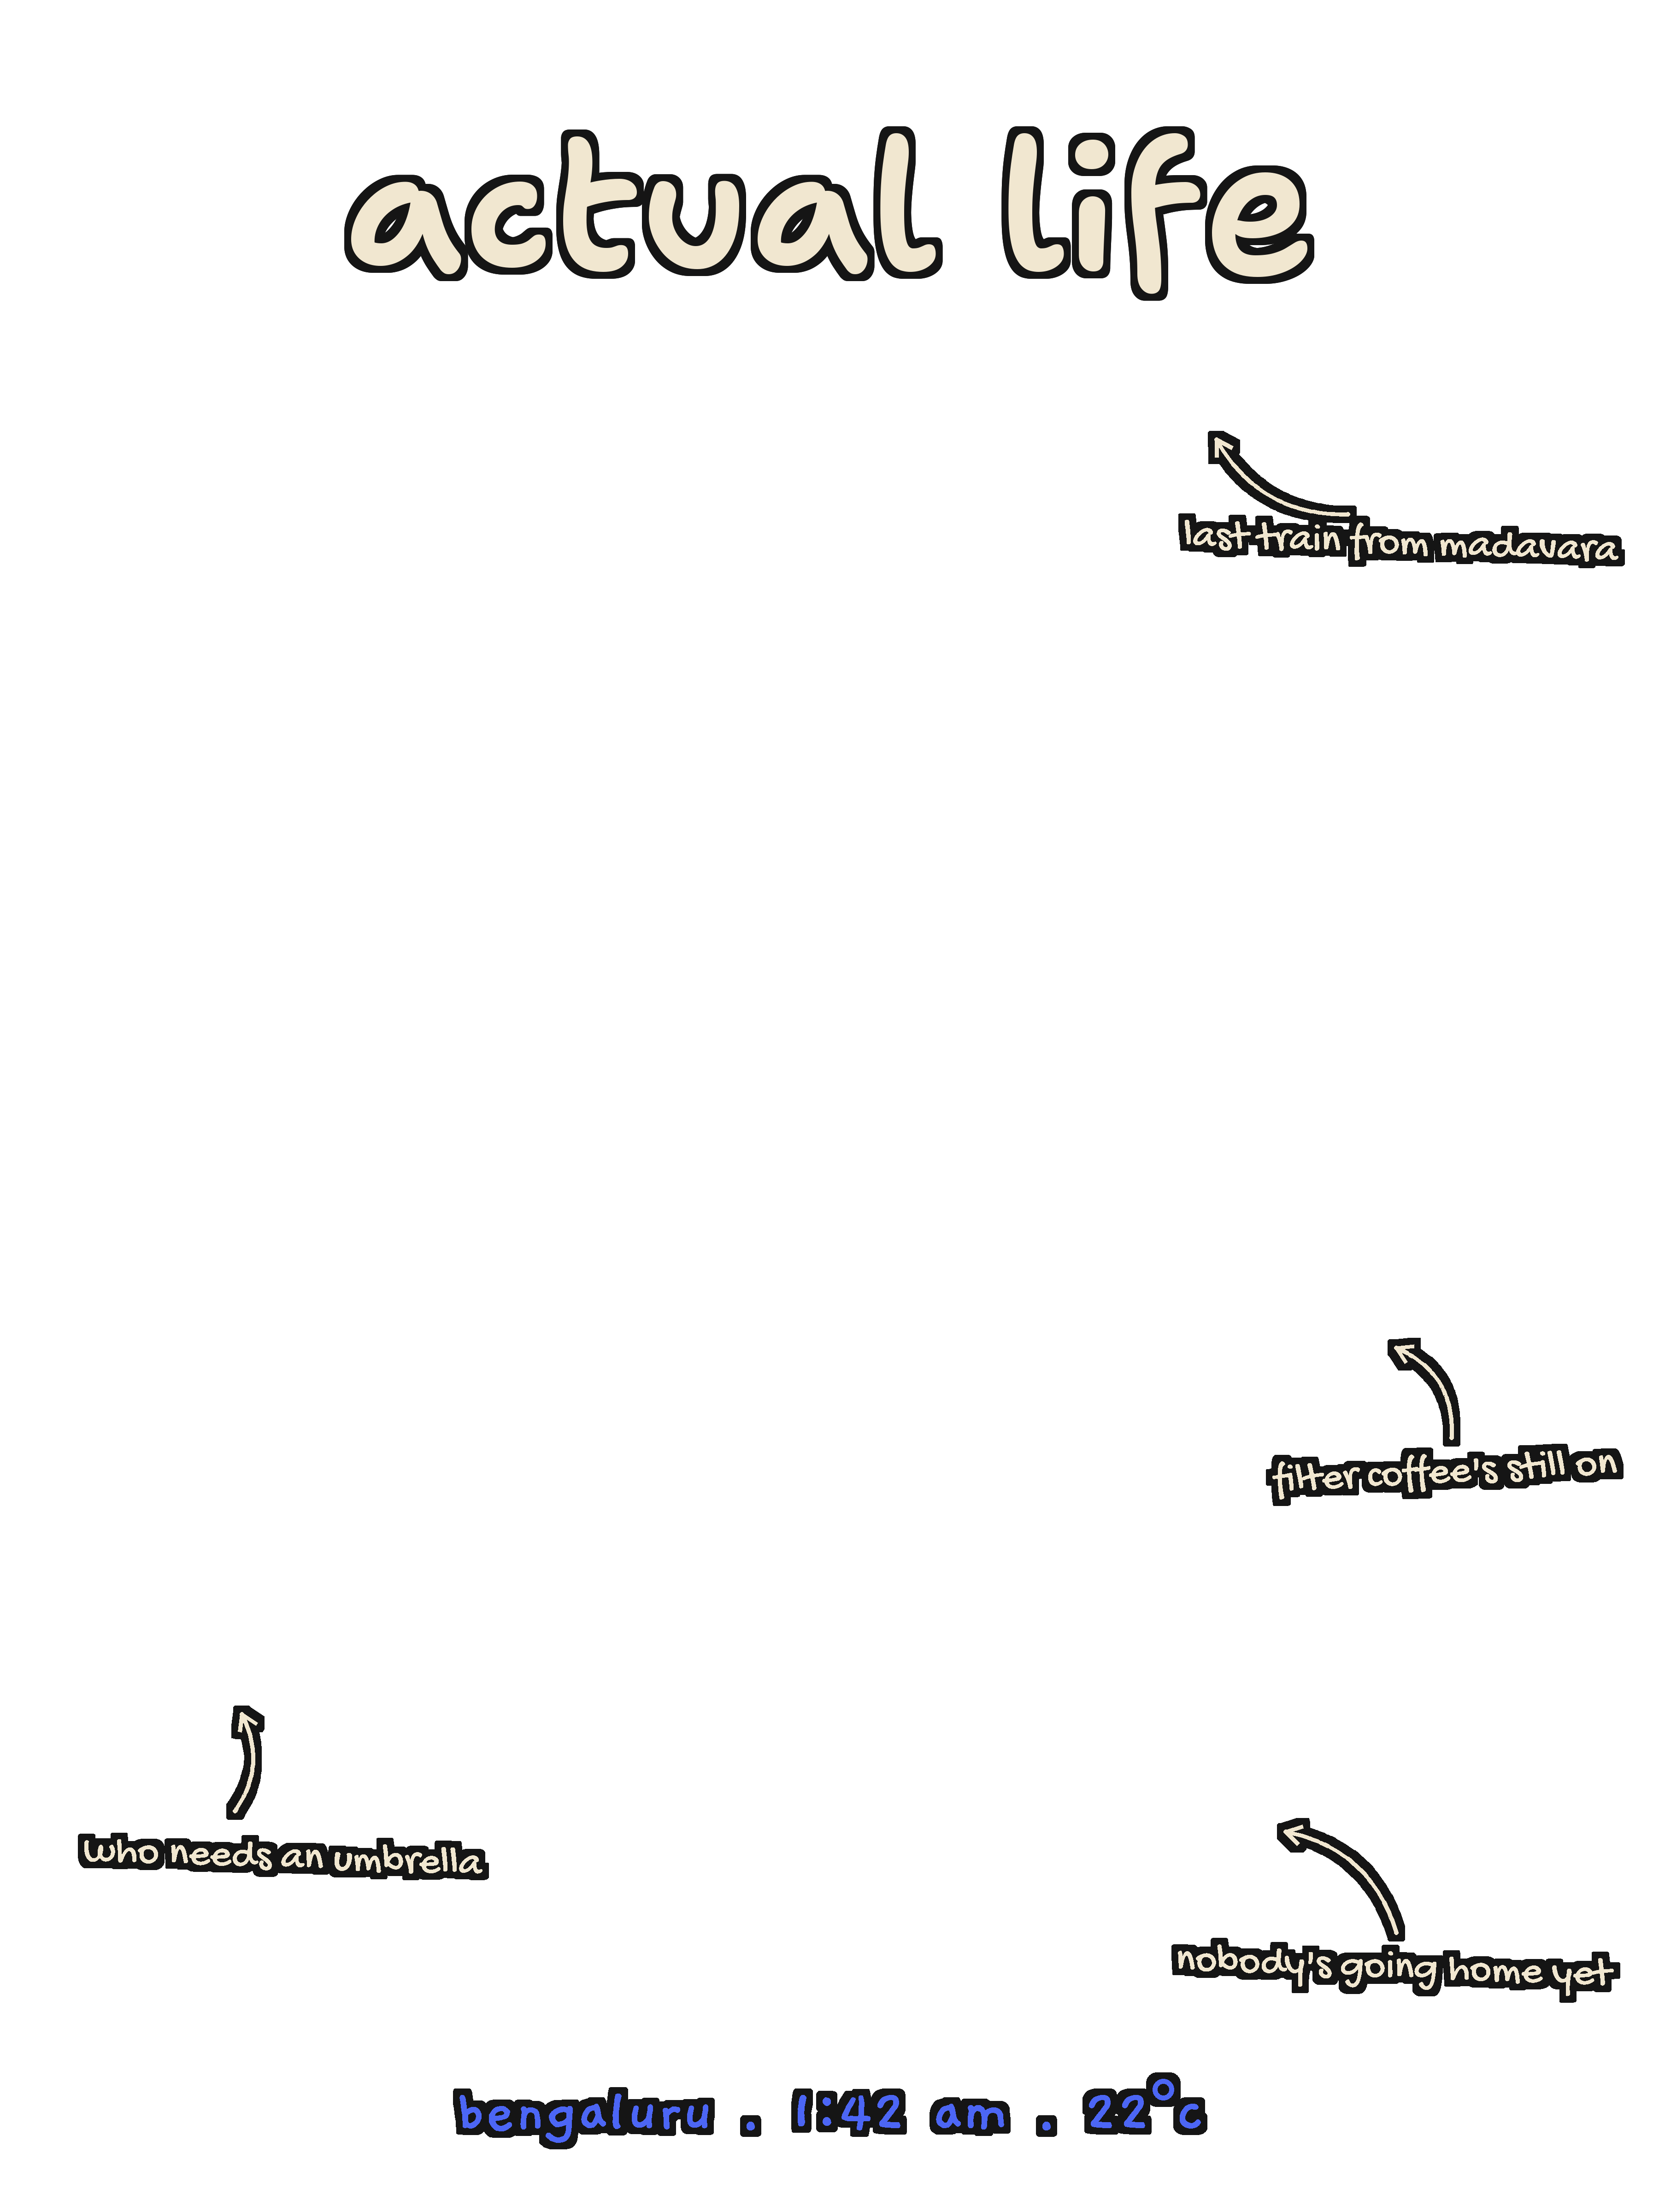 actual life
last train from madavara
filter coffee's still on
who needs an umbrella
nobody's going home yet
bengaluru . 1:42 am . 22°c